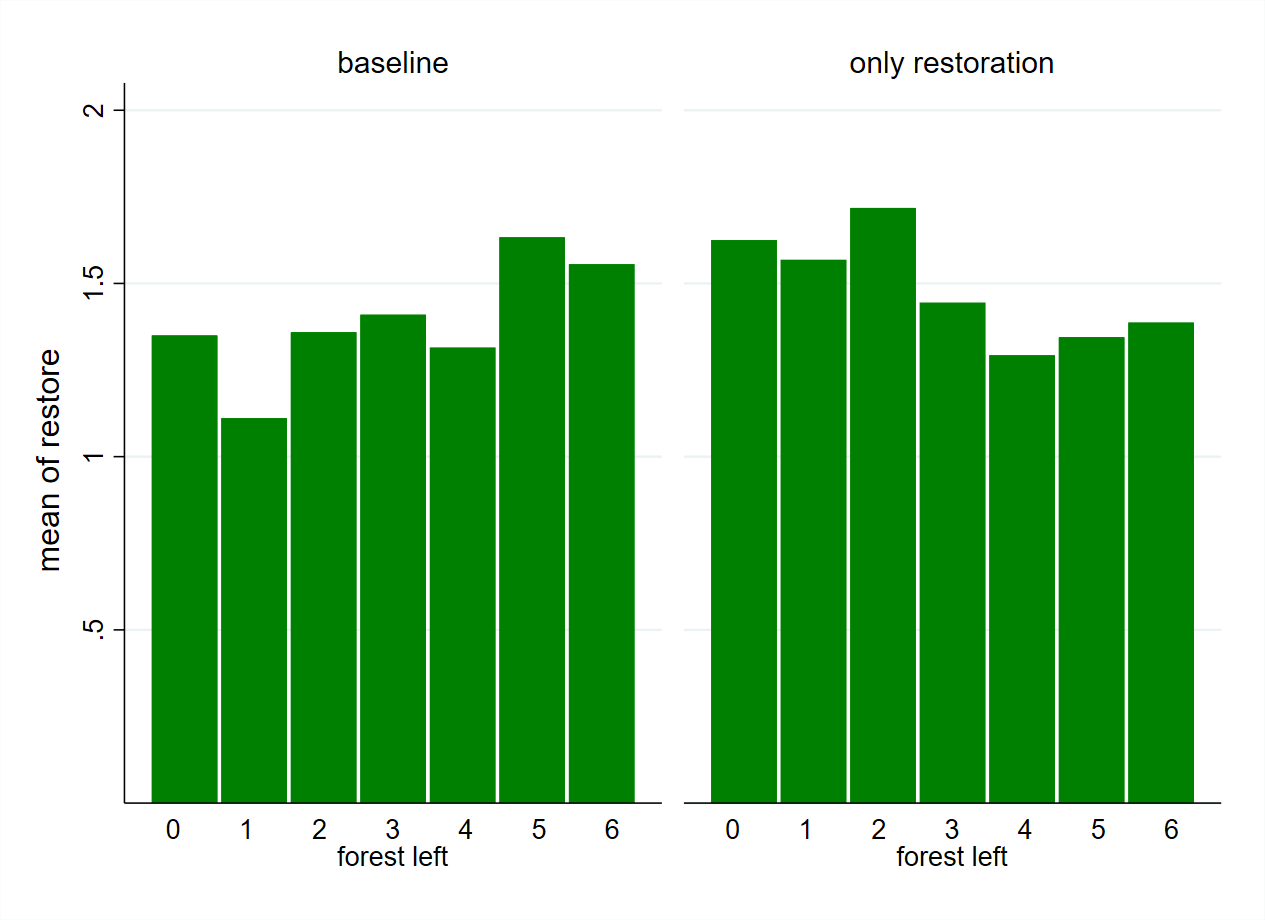 baseline
only restoration
mean of restore
2
1.5
1
.5
0 1 2 3 4 5 6
forest left
0 1 2 3 4 5 6
forest left